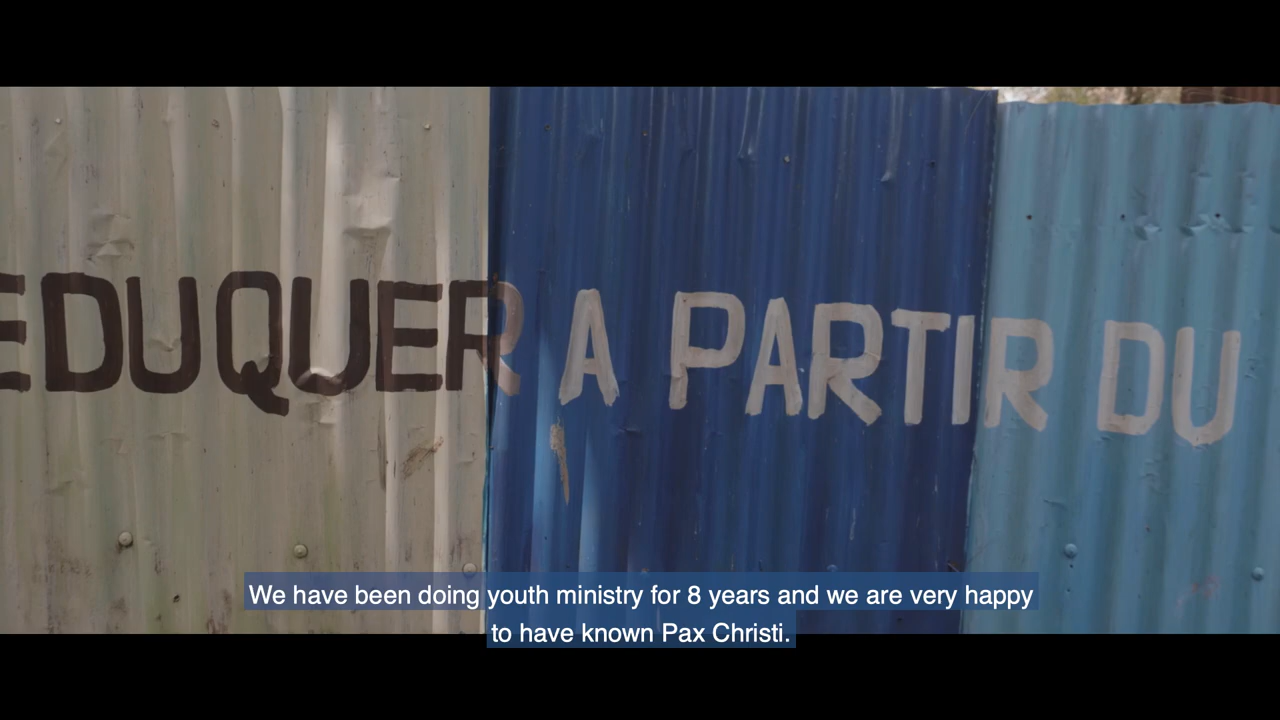 EDUQUER A PARTIR DU
We have been doing youth ministry for 8 years and we are very happy
to have known Pax Christi.